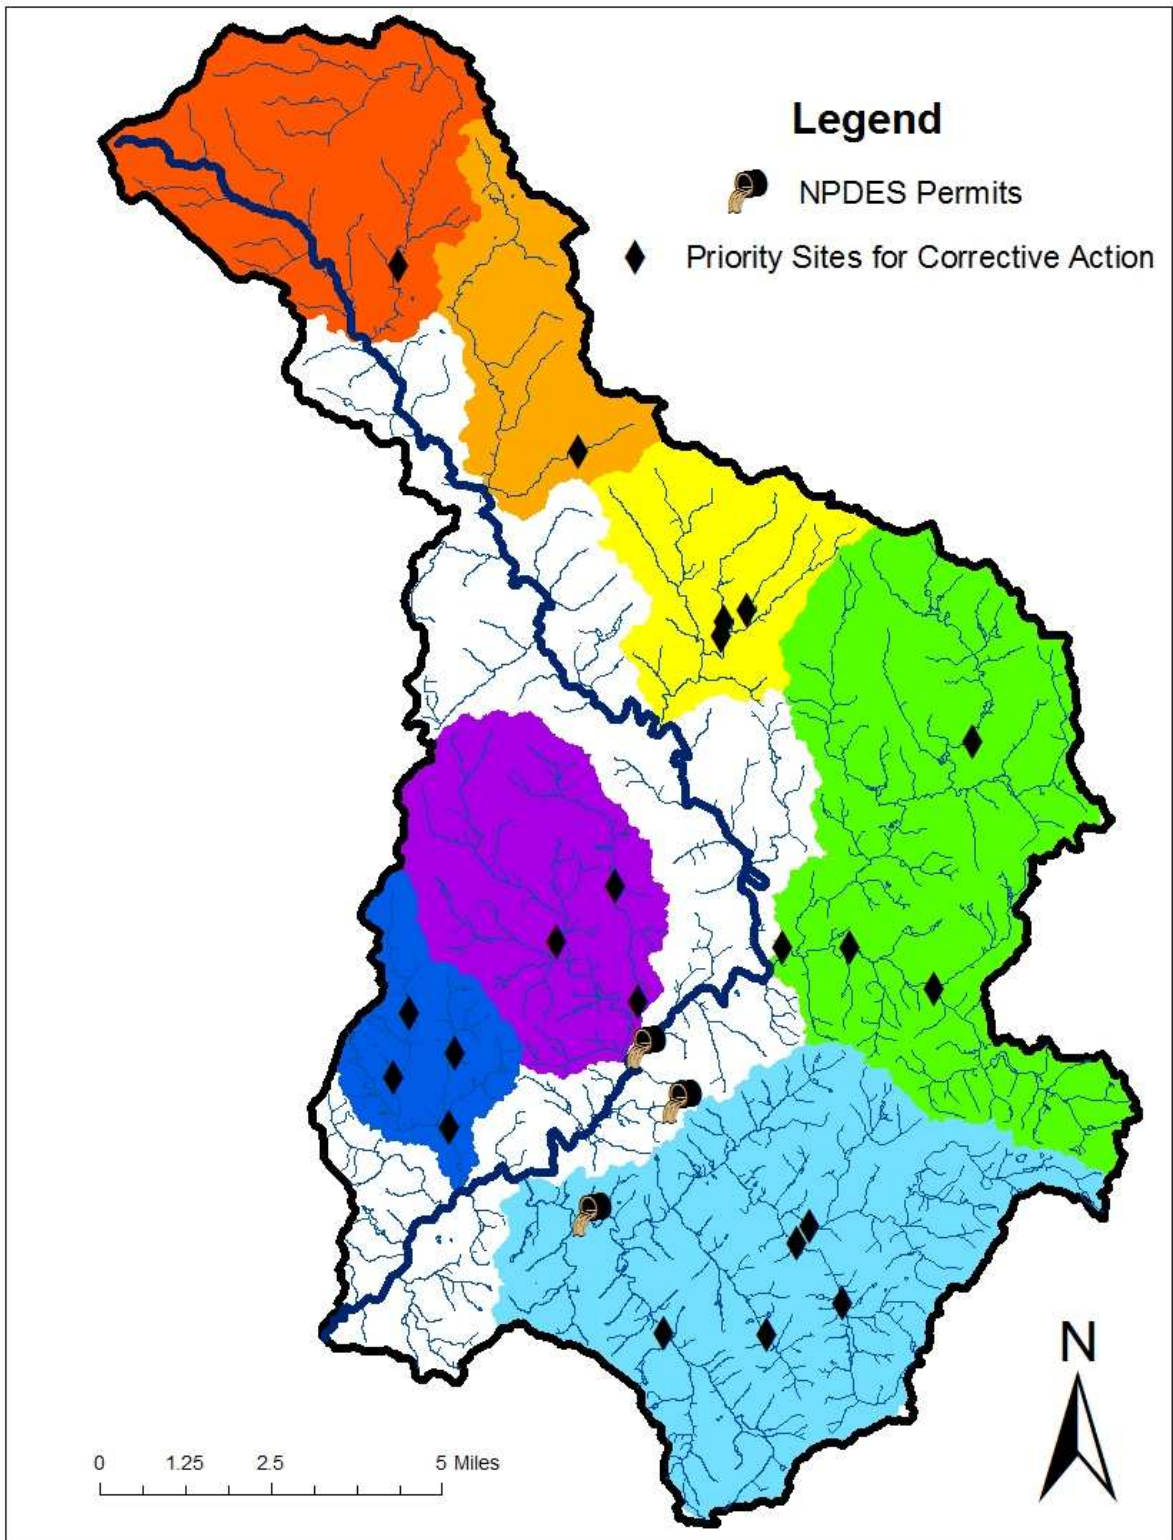 Legend
NPDES Permits
Priority Sites for Corrective Action
N
0 1.25 2.5 5 Miles